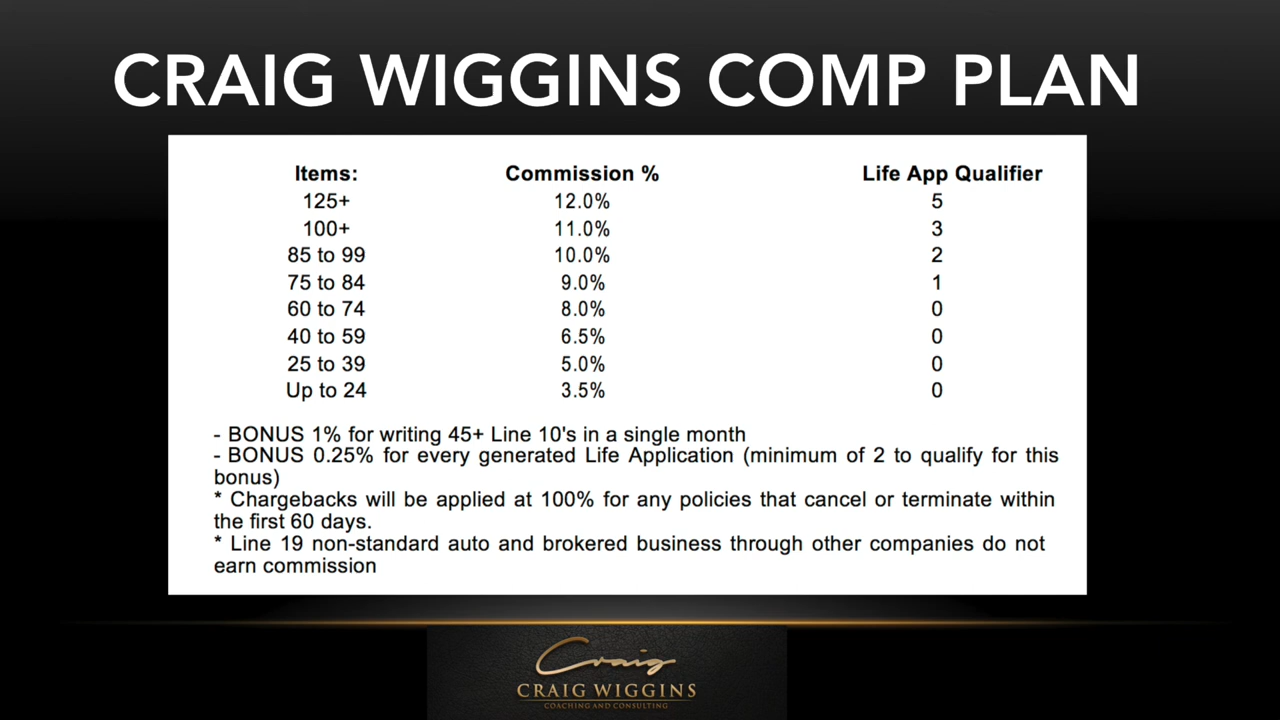 CRAIG WIGGINS COMP PLAN
Items: Commission % Life App Qualifier
125+ 12.0% 5
100+ 11.0% 3
85 to 99 10.0% 2
75 to 84 9.0% 1
60 to 74 8.0% 0
40 to 59 6.5% 0
25 to 39 5.0% 0
Up to 24 3.5% 0
- BONUS 1% for writing 45+ Line 10's in a single month
- BONUS 0.25% for every generated Life Application (minimum of 2 to qualify for this
bonus)
* Chargebacks will be applied at 100% for any policies that cancel or terminate within
the first 60 days.
* Line 19 non-standard auto and brokered business through other companies do not
earn commission
Craig
CRAIG WIGGINS
COACHING AND CONSULTING